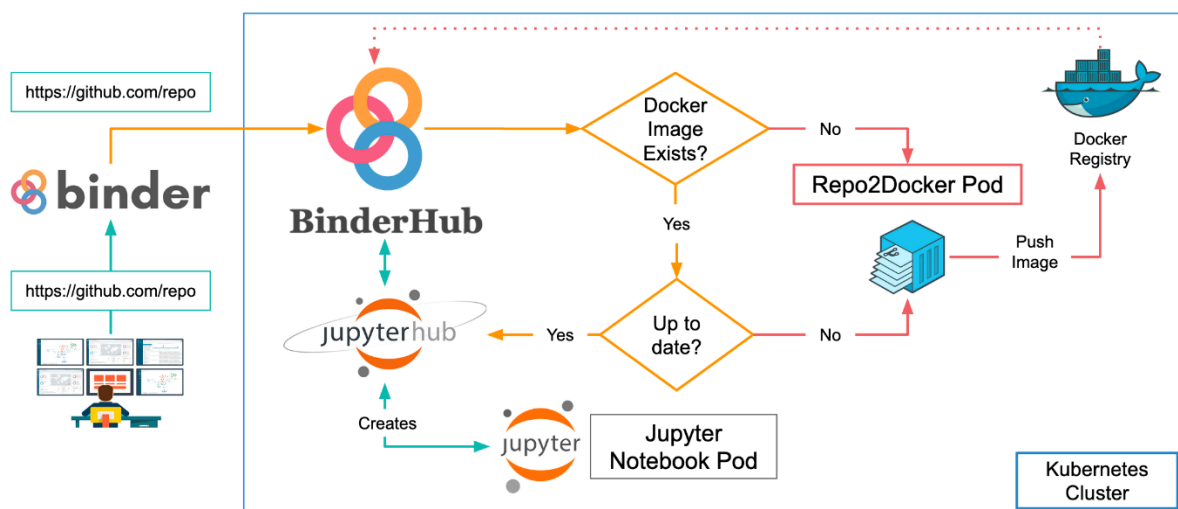 https://github.com/repo
binder
https://github.com/repo
BinderHub
Docker
Image
Exists?
No
Docker
Registry
Repo2Docker Pod
Yes
Push
Image
jupyterhub
Yes
Up to
date?
No
Creates
jupyter
Jupyter
Notebook Pod
Kubernetes
Cluster